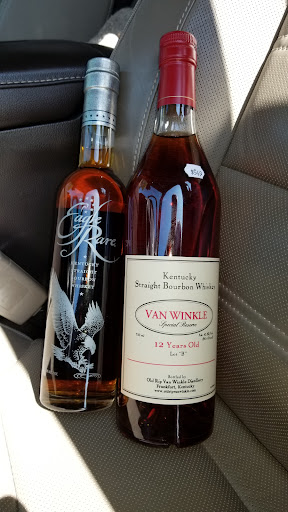 Eagle
Rare
KENTUCKY
STRAIGHT
BOURBON
WHISKEY
Kentucky
Straight Bourbon Whiskey
VAN WINKLE
Special Reserve
12 Years Old
Lot "B"
Bottled by
Old Rip Van Winkle Distillery
Frankfort, Kentucky